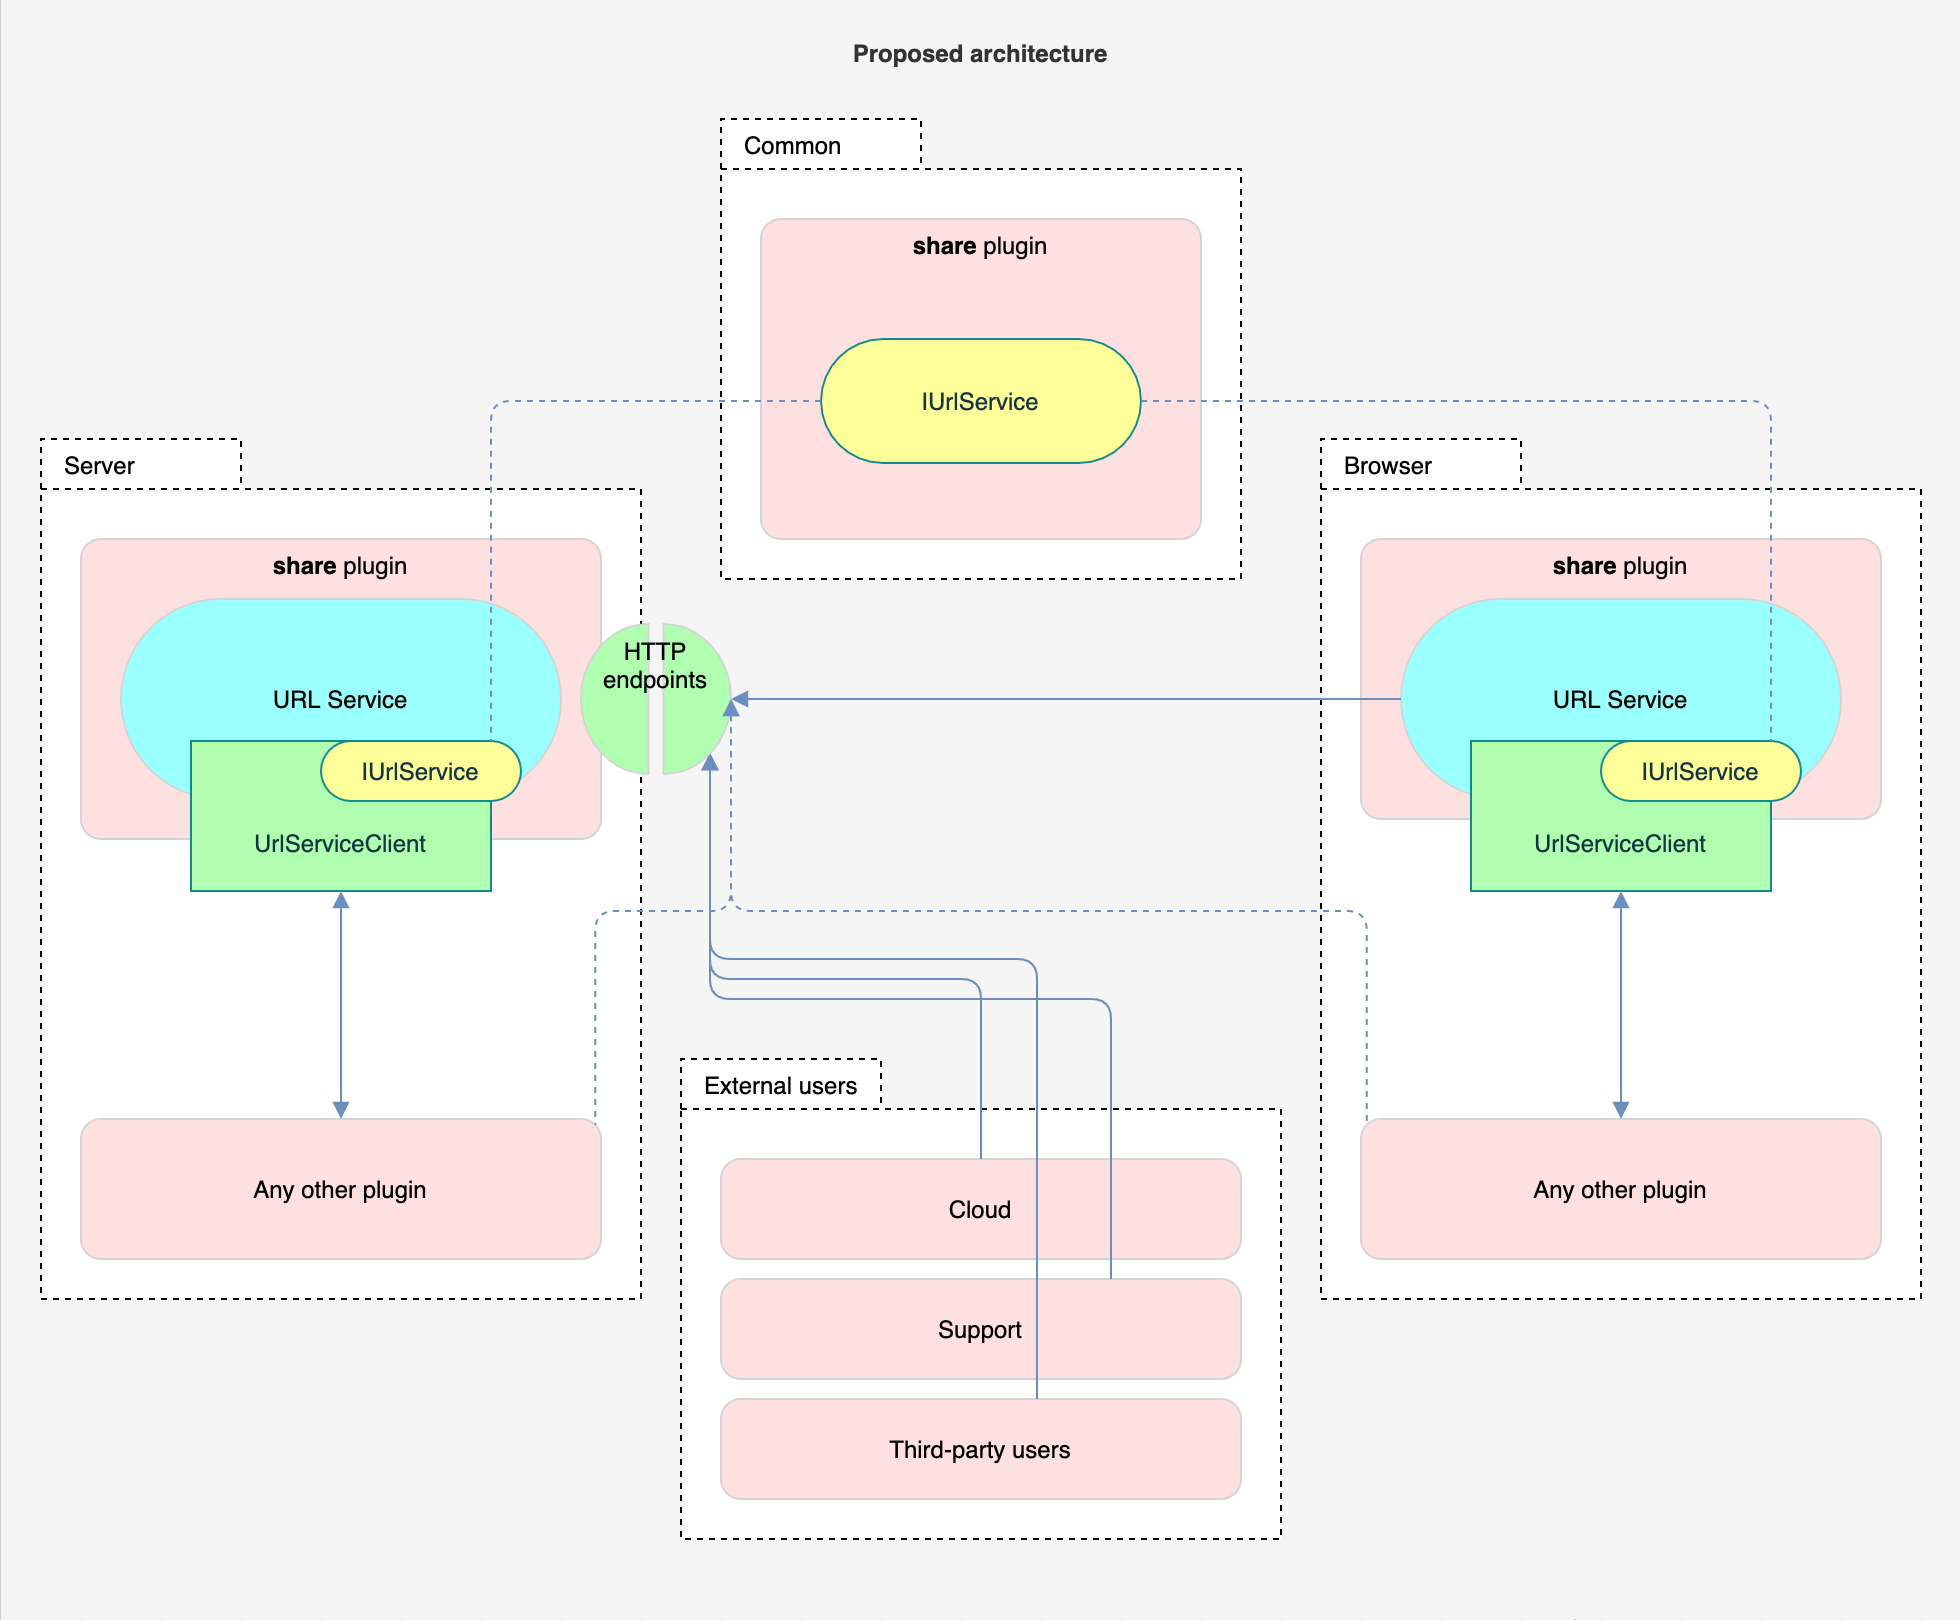 Proposed architecture
Common
share plugin
IUrlService
Server
share plugin
URL Service
IUrlService
UrlServiceClient
Any other plugin
HTTP
endpoints
Browser
share plugin
URL Service
IUrlService
UrlServiceClient
Any other plugin
External users
Cloud
Support
Third-party users